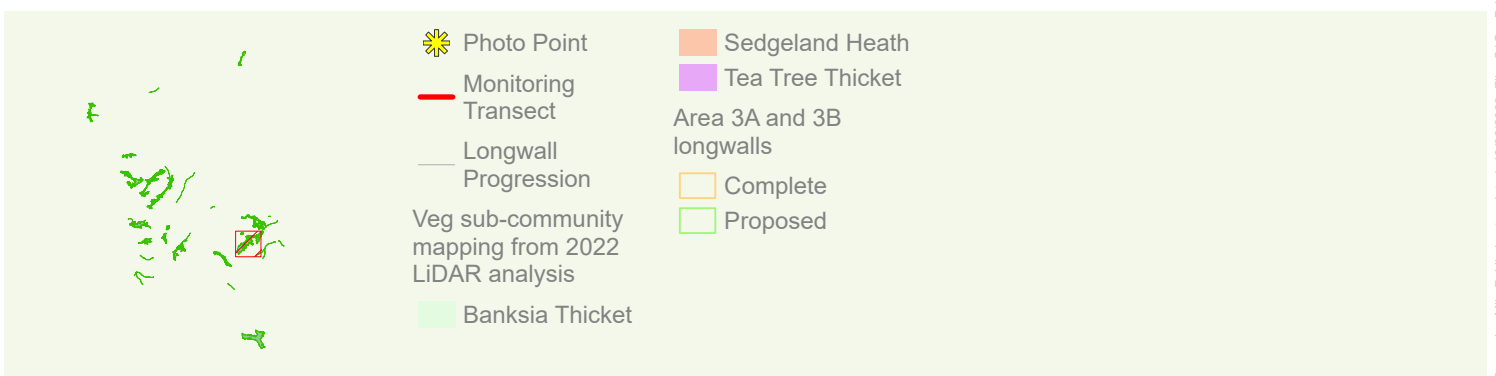 Photo Point
Monitoring
Transect
Longwall
Progression
Veg sub-community
mapping from 2022
LiDAR analysis
Banksia Thicket
Sedgeland Heath
Tea Tree Thicket
Area 3A and 3B
longwalls
Complete
Proposed